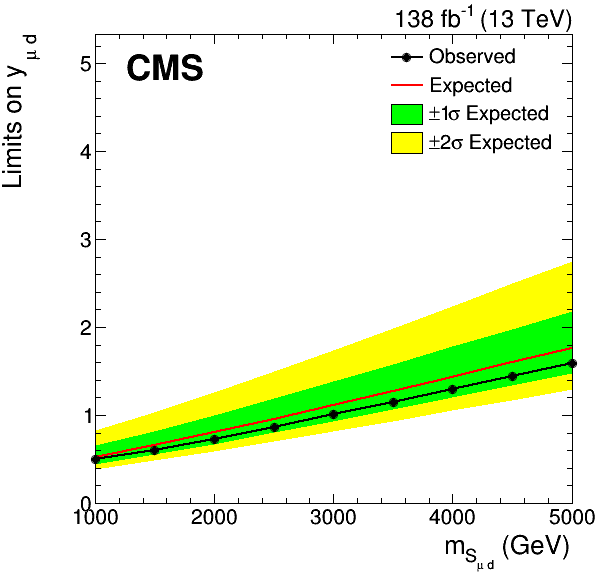 138 fb⁻¹ (13 TeV)
CMS
Observed
Expected
±1σ Expected
±2σ Expected
Limits on y μ d
5
4
3
2
1
0
1000 2000 3000 4000 5000
m S μ d (GeV)